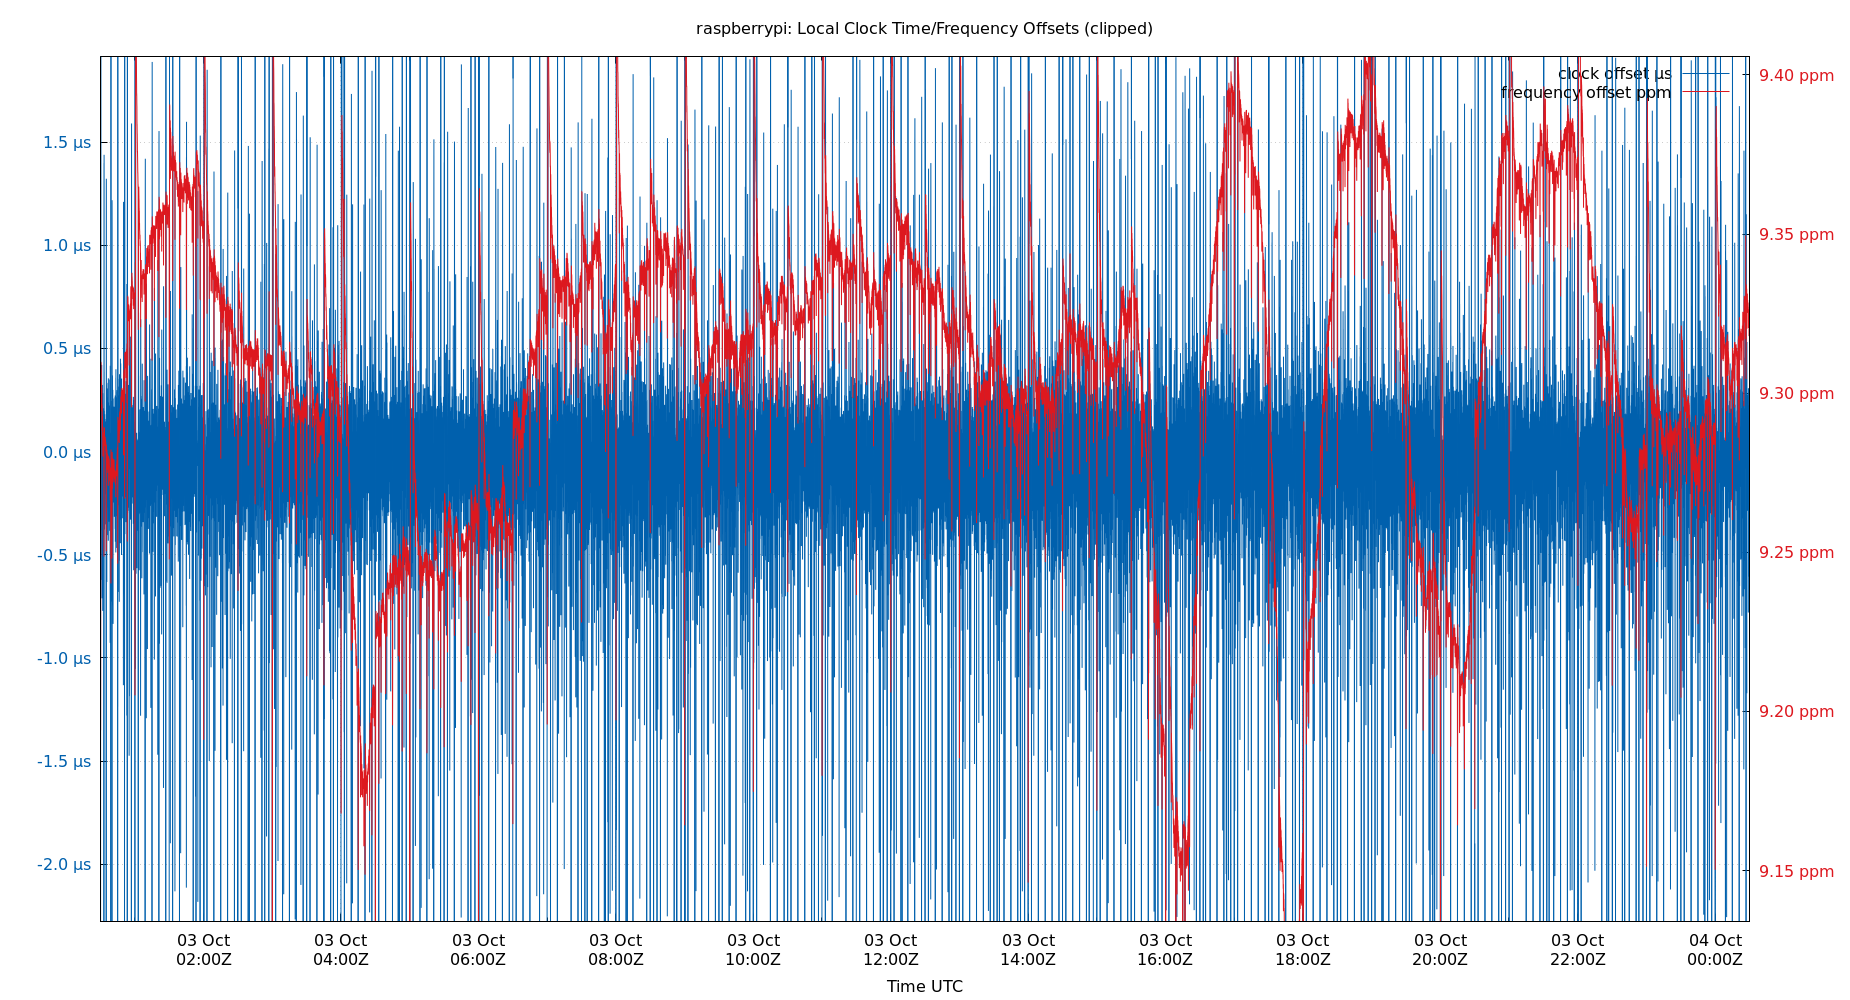 raspberrypi: Local Clock Time/Frequency Offsets (clipped)
clock offset µs
frequency offset ppm
1.5 µs
1.0 µs
0.5 µs
0.0 µs
-0.5 µs
-1.0 µs
-1.5 µs
-2.0 µs
9.40 ppm
9.35 ppm
9.30 ppm
9.25 ppm
9.20 ppm
9.15 ppm
03 Oct 03 Oct 03 Oct 03 Oct 03 Oct 03 Oct 03 Oct 03 Oct 03 Oct 03 Oct 03 Oct 04 Oct
02:00Z 04:00Z 06:00Z 08:00Z 10:00Z 12:00Z 14:00Z 16:00Z 18:00Z 20:00Z 22:00Z 00:00Z
Time UTC